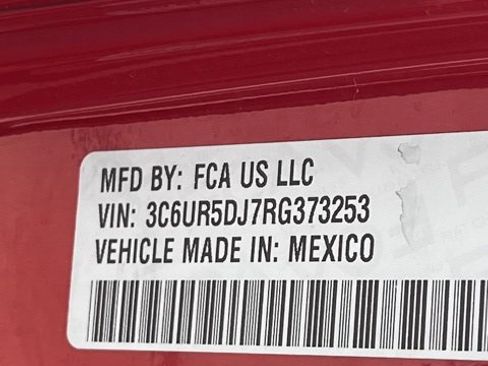 MFD BY: FCA US LLC
VIN: 3C6UR5DJ7RG373253
VEHICLE MADE IN: MEXICO